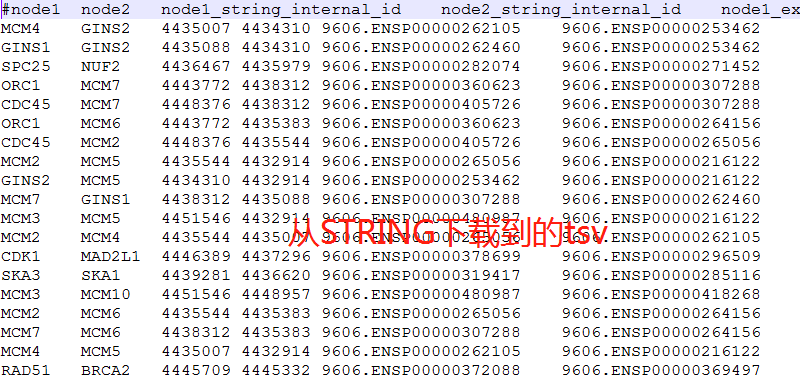 #node1 node2 node1_string_internal_id node2_string_internal_id node1_ex
MCM4 GINS2 4435007 4434310 9606.ENSP00000262105 9606.ENSP00000253462
GINS1 GINS2 4435088 4434310 9606.ENSP00000262460 9606.ENSP00000253462
SPC25 NUF2 4436467 4435979 9606.ENSP00000282074 9606.ENSP00000271452
ORC1 MCM7 4443772 4438312 9606.ENSP00000360623 9606.ENSP00000307288
CDC45 MCM7 4448376 4438312 9606.ENSP00000405726 9606.ENSP00000307288
ORC1 MCM6 4443772 4435383 9606.ENSP00000360623 9606.ENSP00000264156
CDC45 MCM2 4448376 4435544 9606.ENSP00000405726 9606.ENSP00000265056
MCM2 MCM5 4435544 4432914 9606.ENSP00000265056 9606.ENSP00000216122
GINS2 MCM5 4434310 4432914 9606.ENSP00000253462 9606.ENSP00000216122
MCM7 GINS1 4438312 4435088 9606.ENSP00000307288 9606.ENSP00000262460
MCM3 MCM5 4451546 4432914 9606.ENSP00000480987 9606.ENSP00000216122
从STRING下载到的tsv
MCM2 MCM4 4435544 4435007 9606.ENSP00000265056 9606.ENSP00000262105
CDK1 MAD2L1 4446389 4437296 9606.ENSP00000378699 9606.ENSP00000296509
SKA3 SKA1 4439281 4436620 9606.ENSP00000319417 9606.ENSP00000285116
MCM3 MCM10 4451546 4448957 9606.ENSP00000480987 9606.ENSP00000418268
MCM2 MCM6 4435544 4435383 9606.ENSP00000265056 9606.ENSP00000264156
MCM7 MCM6 4438312 4435383 9606.ENSP00000307288 9606.ENSP00000264156
MCM4 MCM5 4435007 4432914 9606.ENSP00000262105 9606.ENSP00000216122
RAD51 BRCA2 4445709 4445332 9606.ENSP00000372088 9606.ENSP00000369497